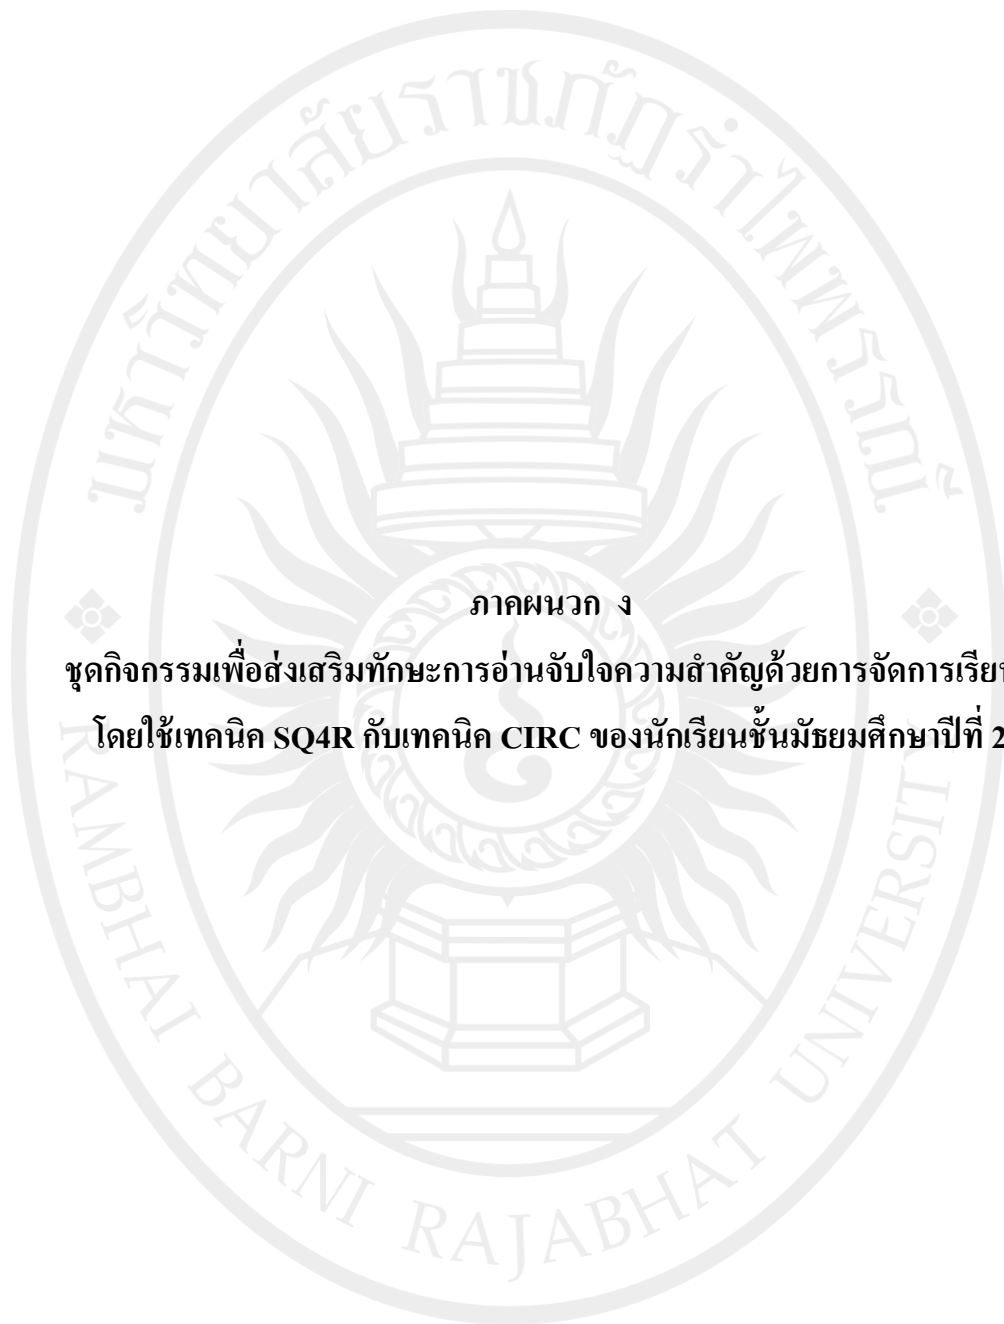 มหาวิทยาลัยราชภัฏรำไพพรรณี
ภาคผนวก ง
ชุดกิจกรรมเพื่อส่งเสริมทักษะการอ่านจับใจความสำคัญด้วยการจัดการเรียน
โดยใช้เทคนิค SQ4R กับเทคนิค CIRC ของนักเรียนชั้นมัธยมศึกษาปีที่ 2
RAMBHAI BARNI RAJABHAT UNIVERSITY